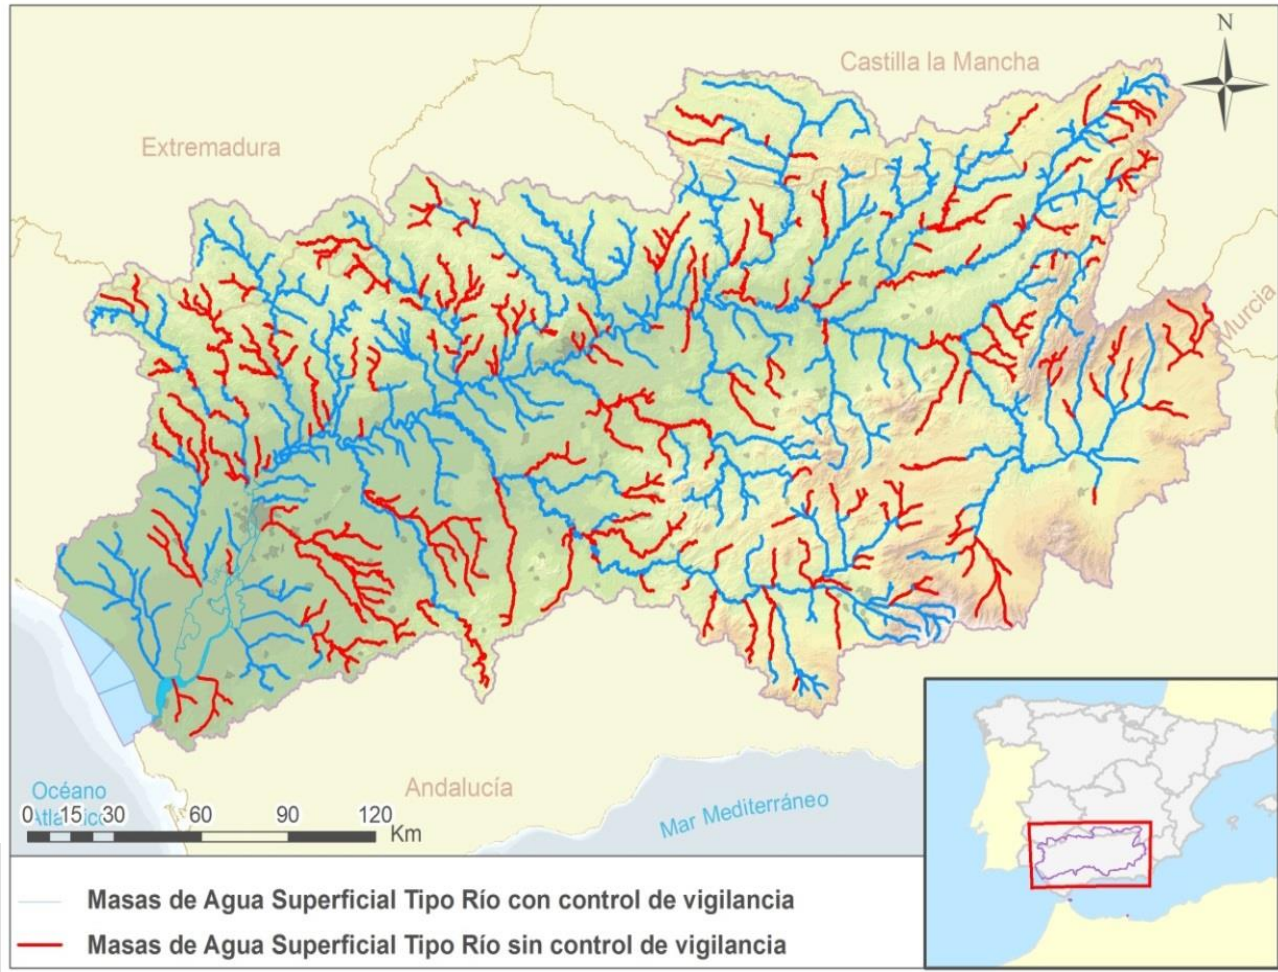 N
Castilla la Mancha
Extremadura
Murcia
Andalucía
Océano
Atlántico
Mar Mediterráneo
0 15 30 60 90 120
Km
Masas de Agua Superficial Tipo Río con control de vigilancia
Masas de Agua Superficial Tipo Río sin control de vigilancia